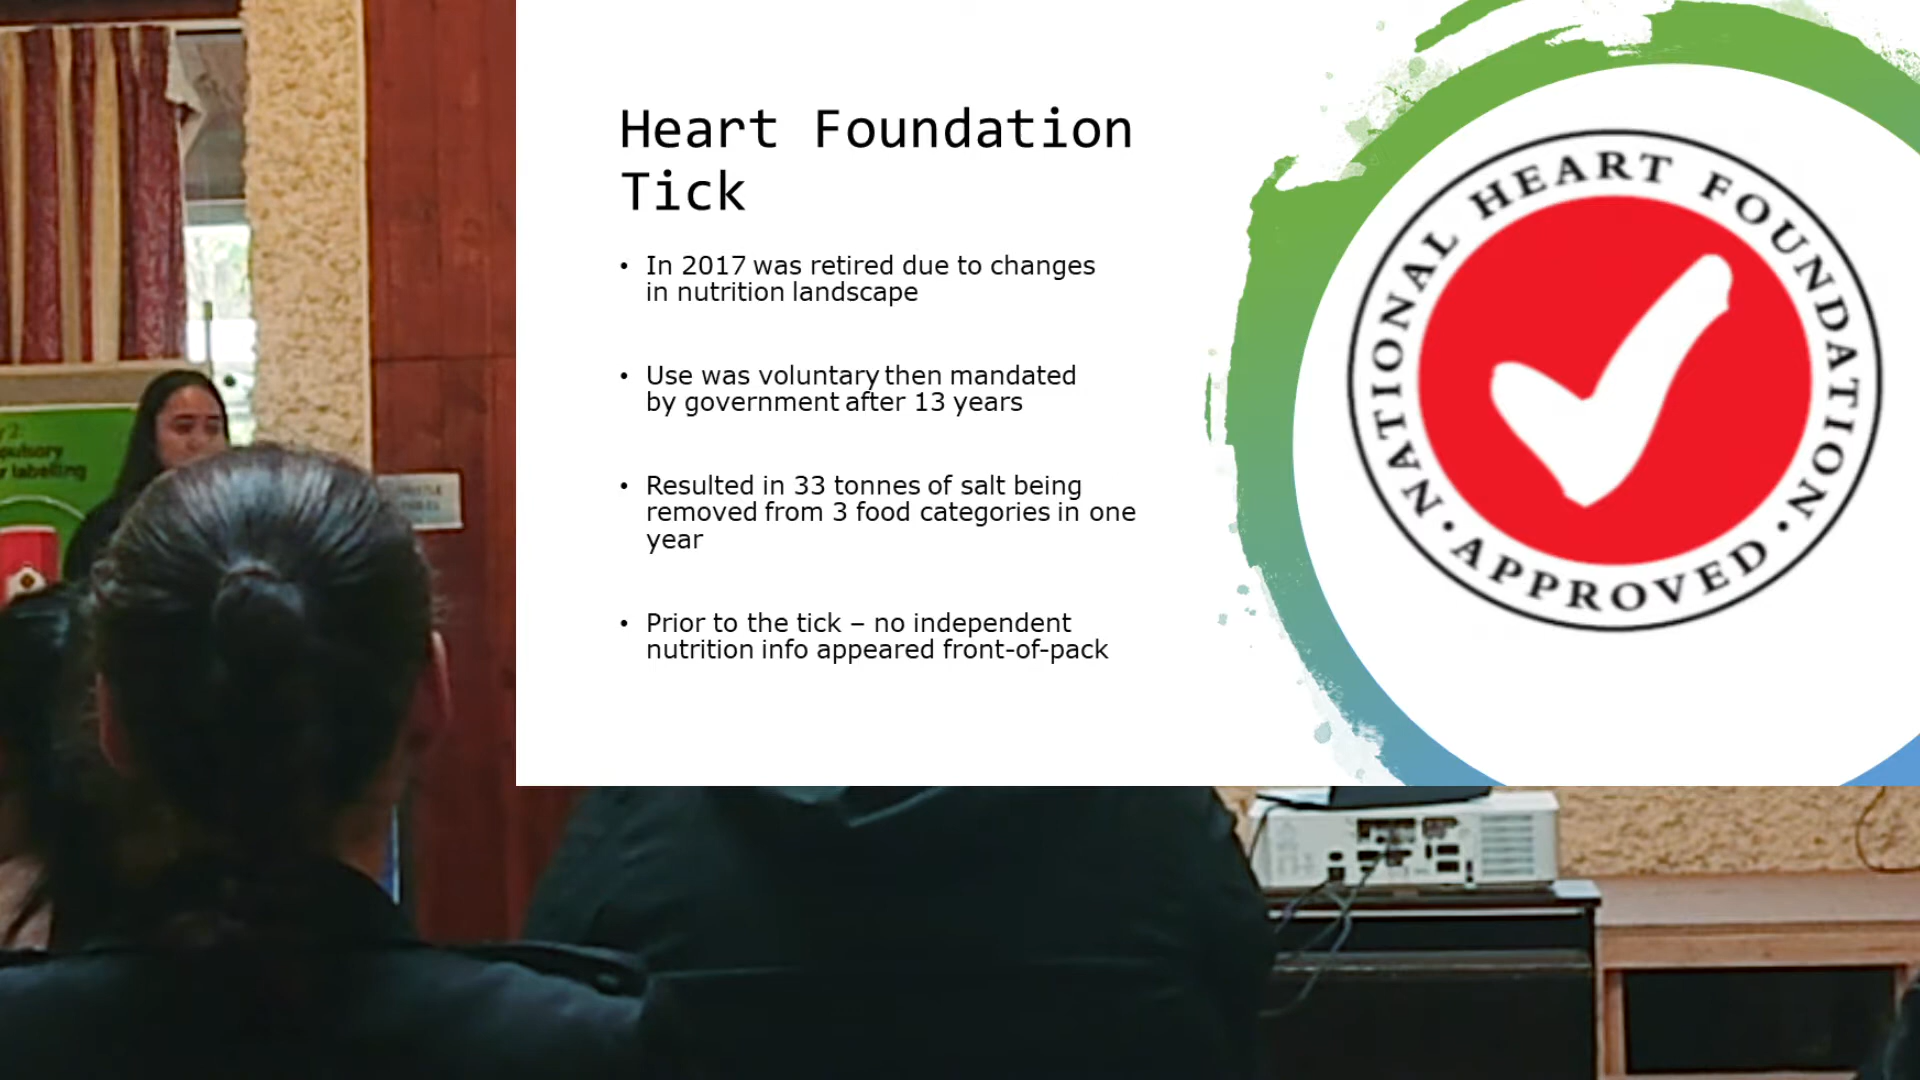 Heart Foundation
Tick
• In 2017 was retired due to changes
in nutrition landscape
• Use was voluntary then mandated
by government after 13 years
• Resulted in 33 tonnes of salt being
removed from 3 food categories in one
year
• Prior to the tick – no independent
nutrition info appeared front-of-pack
NATIONAL HEART FOUNDATION
• APPROVED •
labelling